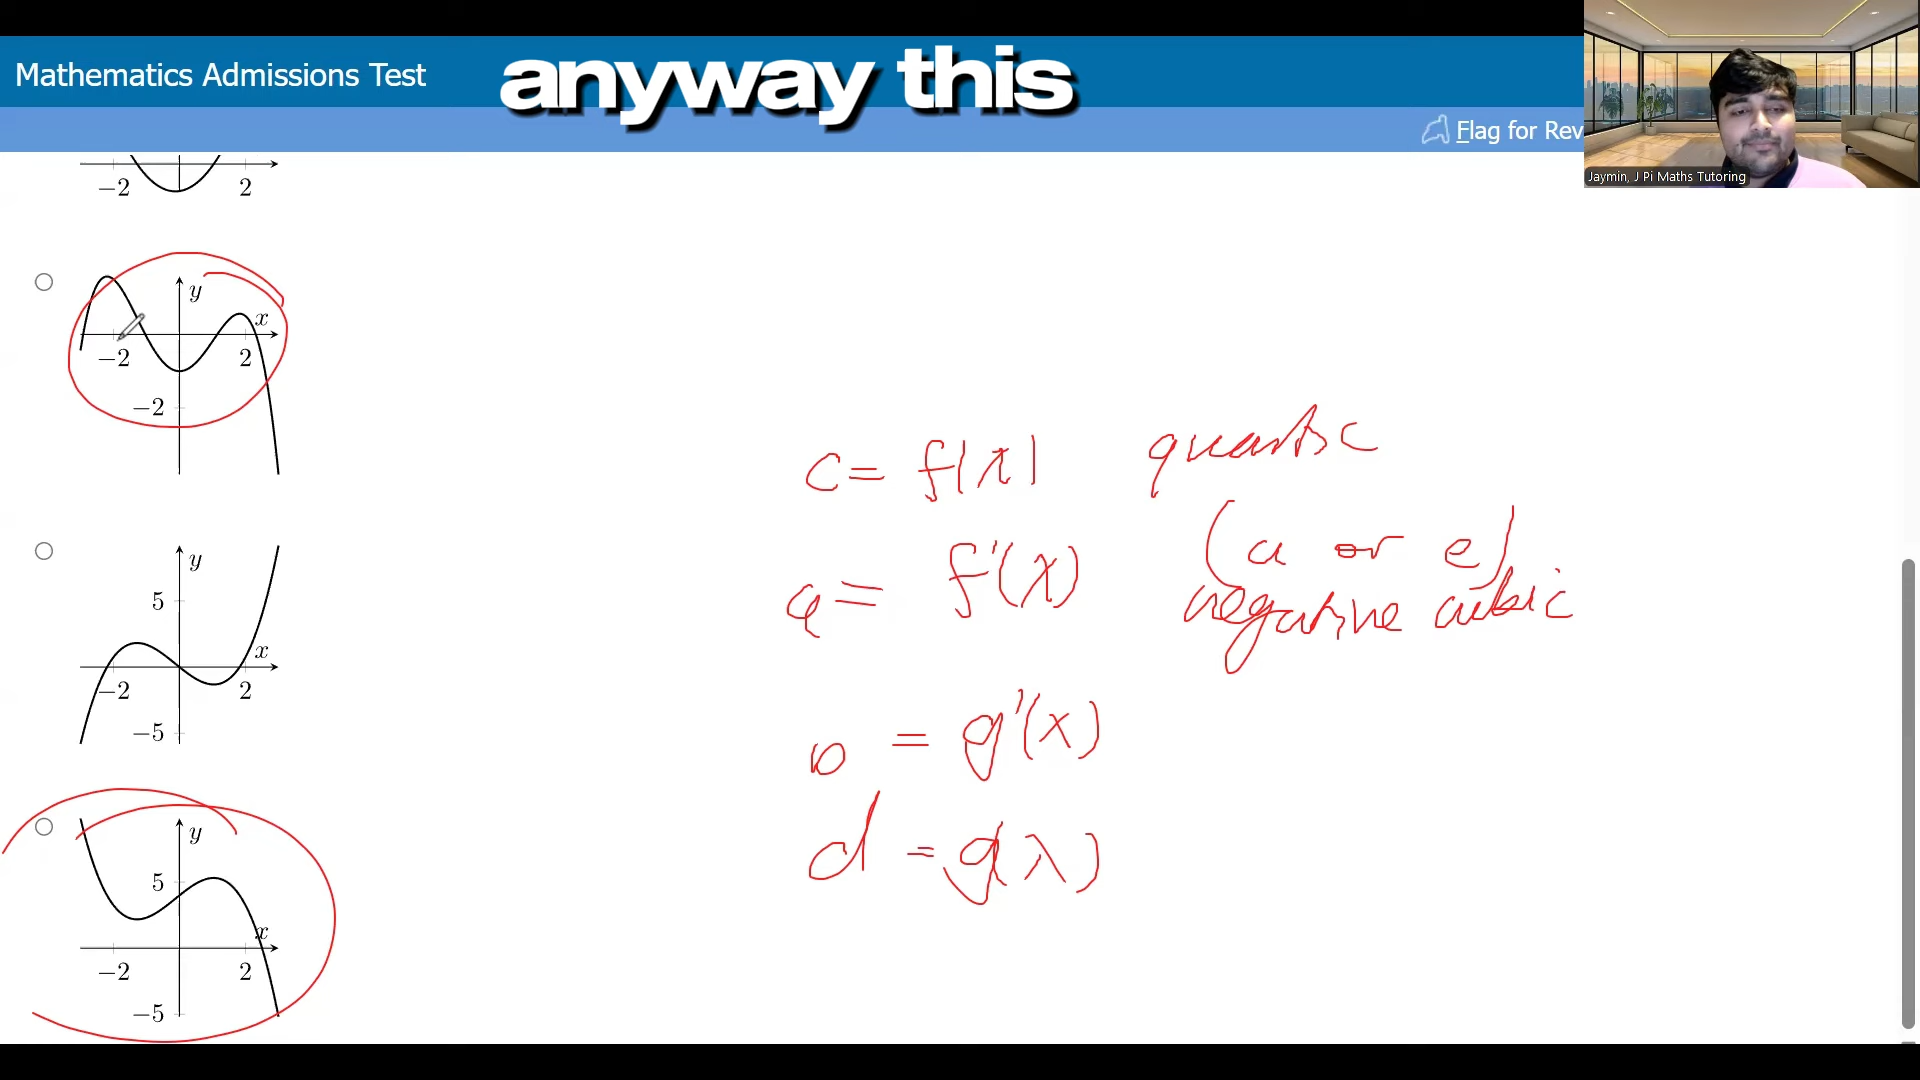 Mathematics Admissions Test
anyway this
Flag for Rev
Jaymin, J Pi Maths Tutoring
−2 2
y
x
−2 2
−2
y
5
x
−2 2
−5
y
5
x
−2 2
−5
c = f(x) quartic
(a or e)
a = f'(x) negative cubic
b = g'(x)
d = g(x)